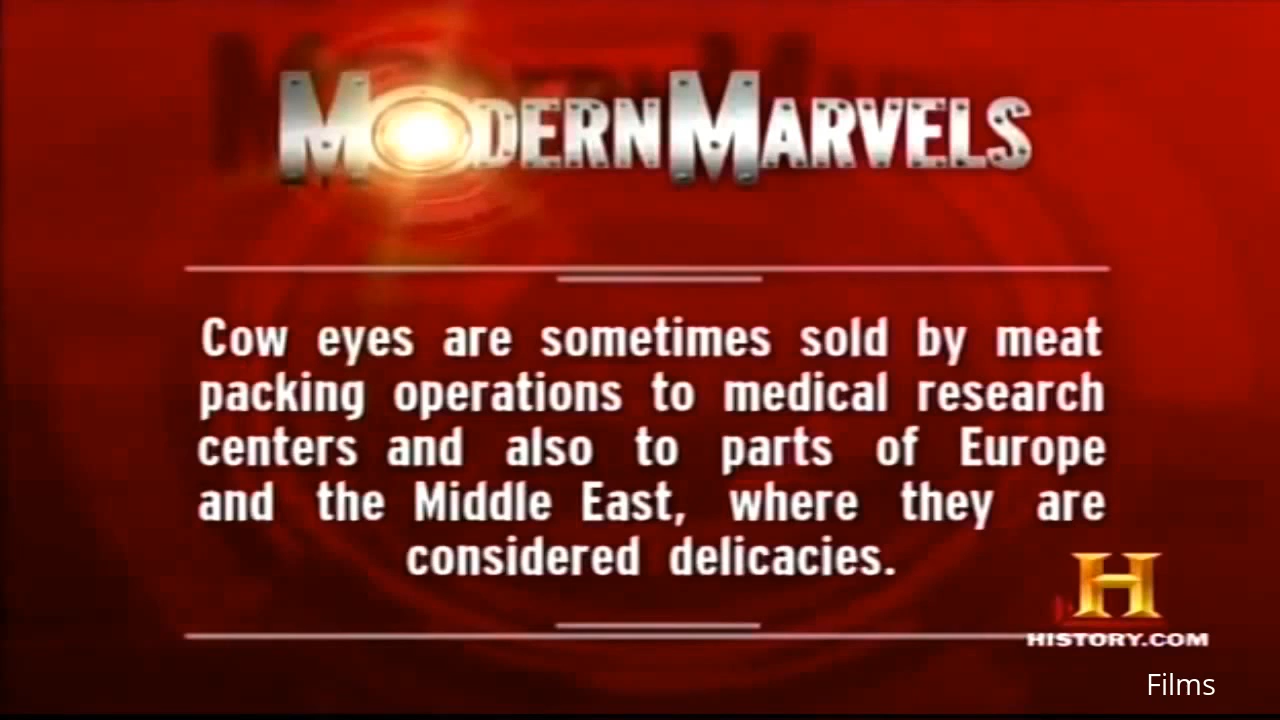 MODERN MARVELS
Cow eyes are sometimes sold by meat
packing operations to medical research
centers and also to parts of Europe
and the Middle East, where they are
considered delicacies.
H
HISTORY.COM
Films